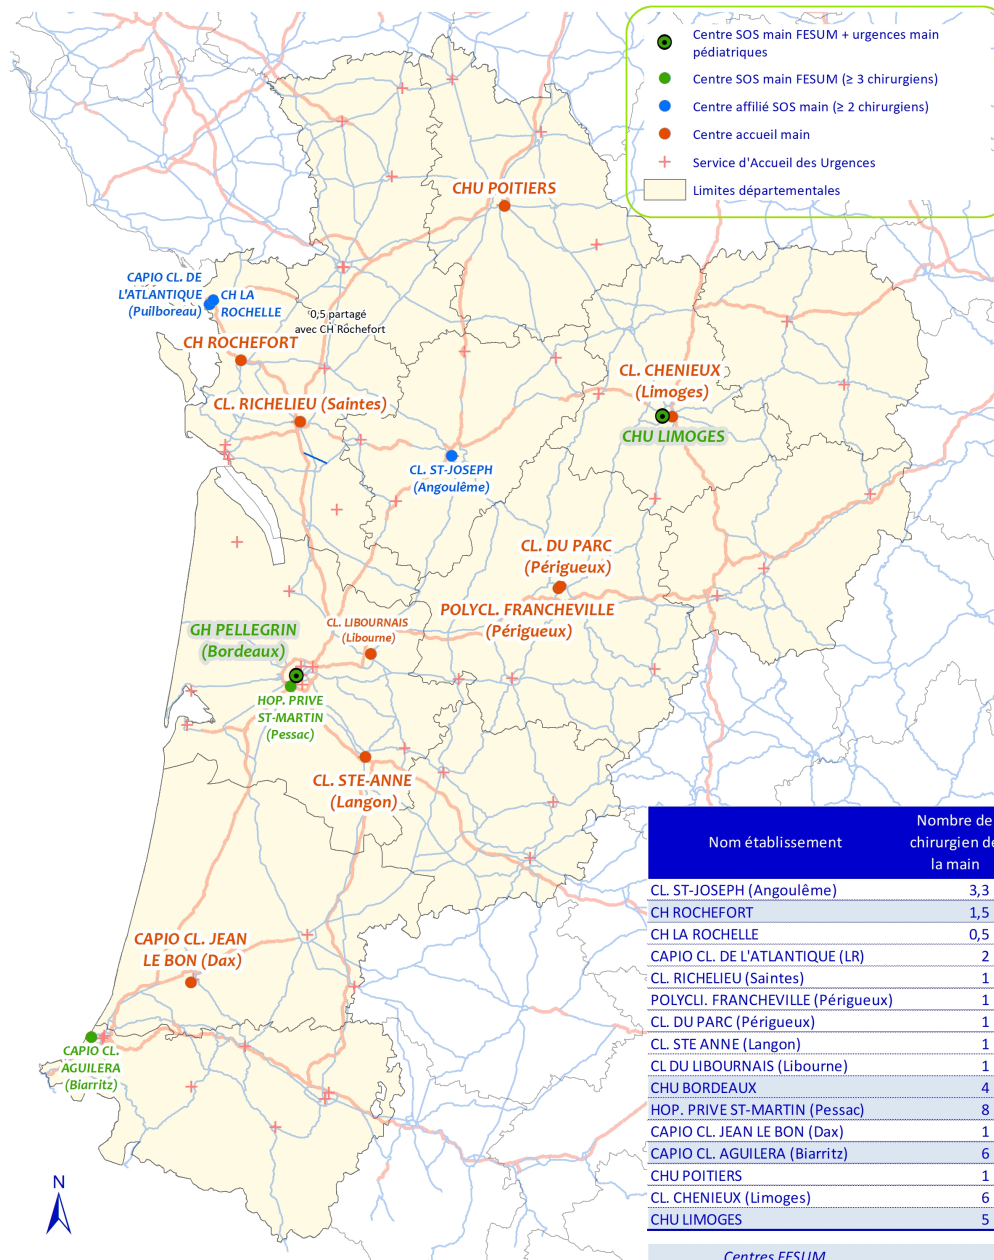 Centre SOS main FESUM + urgences main
pédiatriques
Centre SOS main FESUM (≥ 3 chirurgiens)
Centre affilié SOS main (≥ 2 chirurgiens)
Centre accueil main
Service d'Accueil des Urgences
Limites départementales
CHU POITIERS
CAPIO CL. DE
L'ATLANTIQUE
(Puilboreau)
CH LA
ROCHELLE
0,5 partagé
avec CH Rochefort
CH ROCHEFORT
CL. RICHELIEU (Saintes)
CL. CHENIEUX
(Limoges)
CHU LIMOGES
CL. ST-JOSEPH
(Angoulême)
CL. DU PARC
(Périgueux)
POLYCL. FRANCHEVILLE
(Périgueux)
CL. LIBOURNAIS
(Libourne)
GH PELLEGRIN
(Bordeaux)
HOP. PRIVE
ST-MARTIN
(Pessac)
CL. STE-ANNE
(Langon)
CAPIO CL. JEAN
LE BON (Dax)
CAPIO CL.
AGUILERA
(Biarritz)
N
Nom établissement
Nombre de
chirurgien de
la main
CL. ST-JOSEPH (Angoulême) 3,3
CH ROCHEFORT 1,5
CH LA ROCHELLE 0,5
CAPIO CL. DE L'ATLANTIQUE (LR) 2
CL. RICHELIEU (Saintes) 1
POLYCLI. FRANCHEVILLE (Périgueux) 1
CL. DU PARC (Périgueux) 1
CL. STE ANNE (Langon) 1
CL DU LIBOURNAIS (Libourne) 1
CHU BORDEAUX 4
HOP. PRIVE ST-MARTIN (Pessac) 8
CAPIO CL. JEAN LE BON (Dax) 1
CAPIO CL. AGUILERA (Biarritz) 6
CHU POITIERS 1
CL. CHENIEUX (Limoges) 6
CHU LIMOGES 5
Centres FESUM